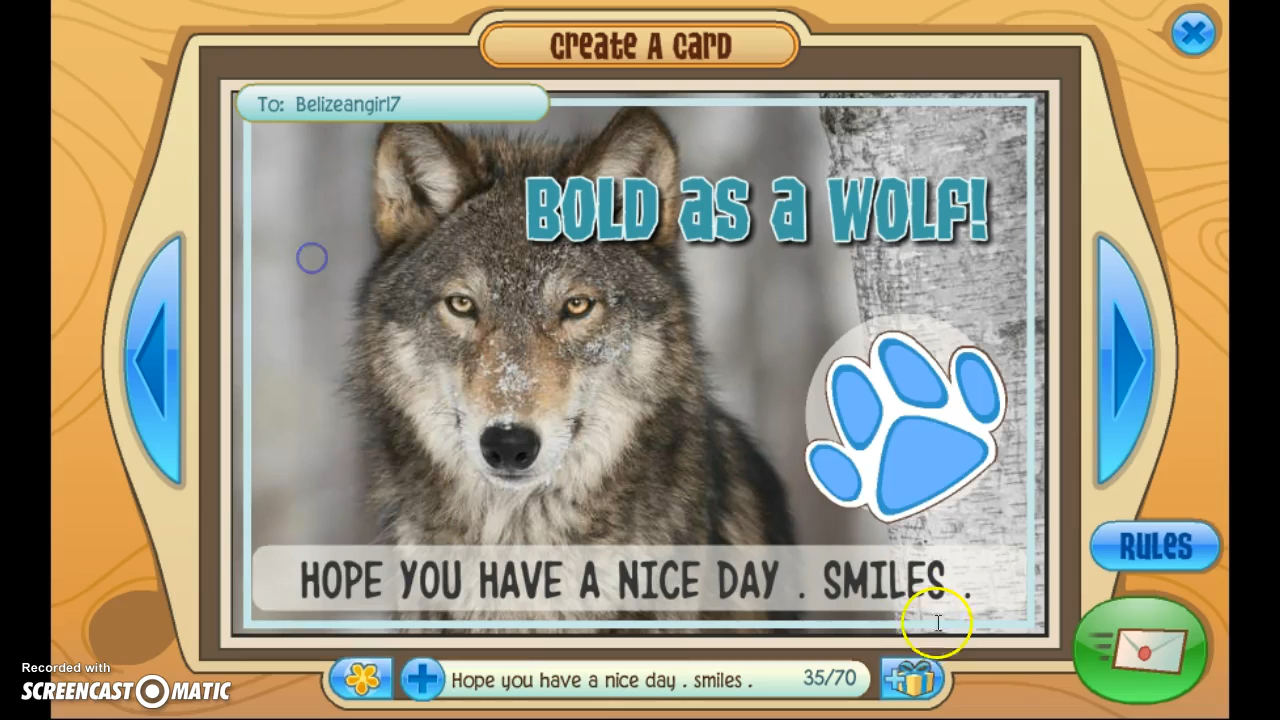 CREATE A CARD
To: Belizeangirl7
BOLD as a WOLF!
HOPE YOU HAVE A NICE DAY . SMILES .
RULES
Hope you have a nice day . smiles .
35/70
Recorded with
SCREENCAST-O-MATIC